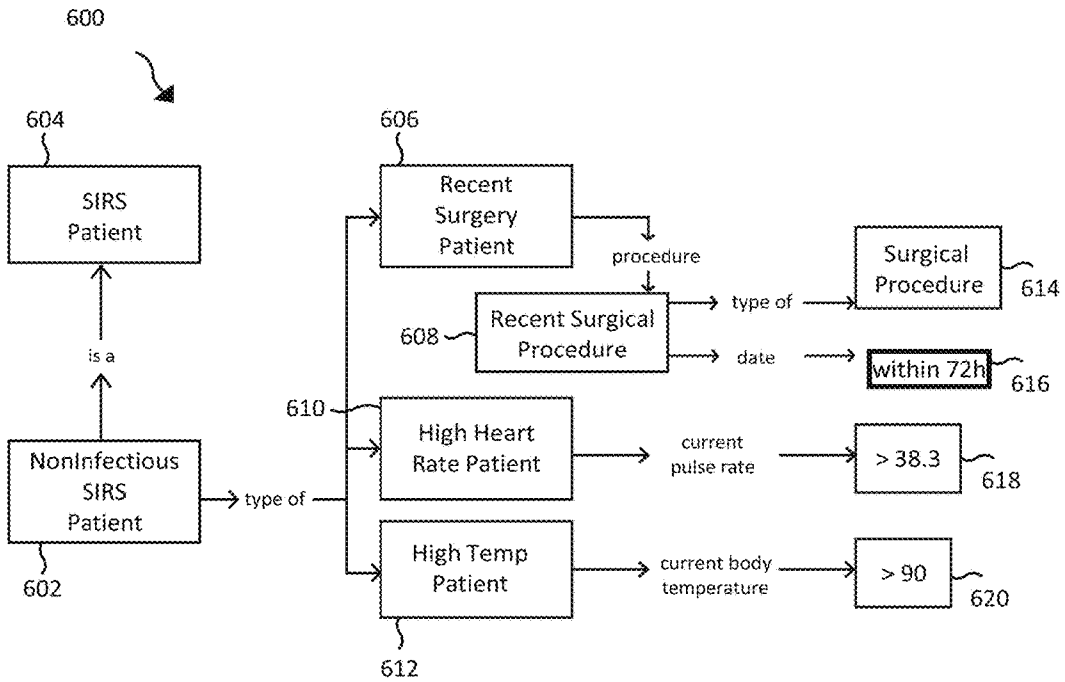 600
604
SIRS
Patient
is a
NonInfectious
SIRS
Patient
602
type of
606
Recent
Surgery
Patient
procedure
608
Recent Surgical
Procedure
type of
Surgical
Procedure
614
date
within 72h
616
610
High Heart
Rate Patient
current
pulse rate
> 38.3
618
High Temp
Patient
612
current body
temperature
> 90
620